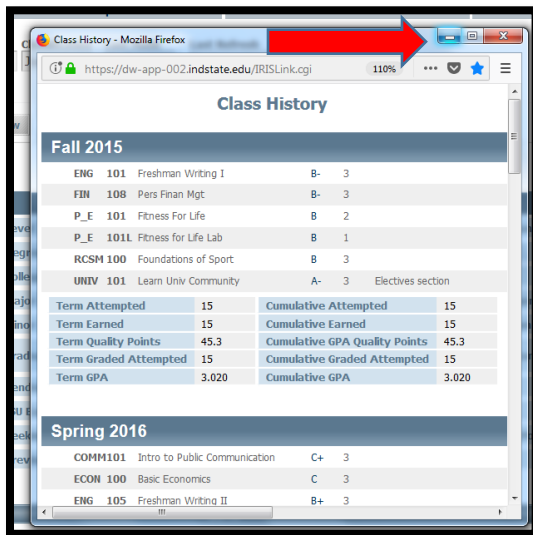 Class History - Mozilla Firefox
https://dw-app-002.indstate.edu/IRISLink.cgi 110%
Class History
Fall 2015
ENG 101 Freshman Writing I B- 3
FIN 108 Pers Finan Mgt B- 3
P_E 101 Fitness For Life B 2
P_E 101L Fitness for Life Lab B 1
RCSM 100 Foundations of Sport B 3
UNIV 101 Learn Univ Community A- 3 Electives section
Term Attempted 15 Cumulative Attempted 15
Term Earned 15 Cumulative Earned 15
Term Quality Points 45.3 Cumulative GPA Quality Points 45.3
Term Graded Attempted 15 Cumulative Graded Attempted 15
Term GPA 3.020 Cumulative GPA 3.020
Spring 2016
COMM101 Intro to Public Communication C+ 3
ECON 100 Basic Economics C 3
ENG 105 Freshman Writing II B+ 3